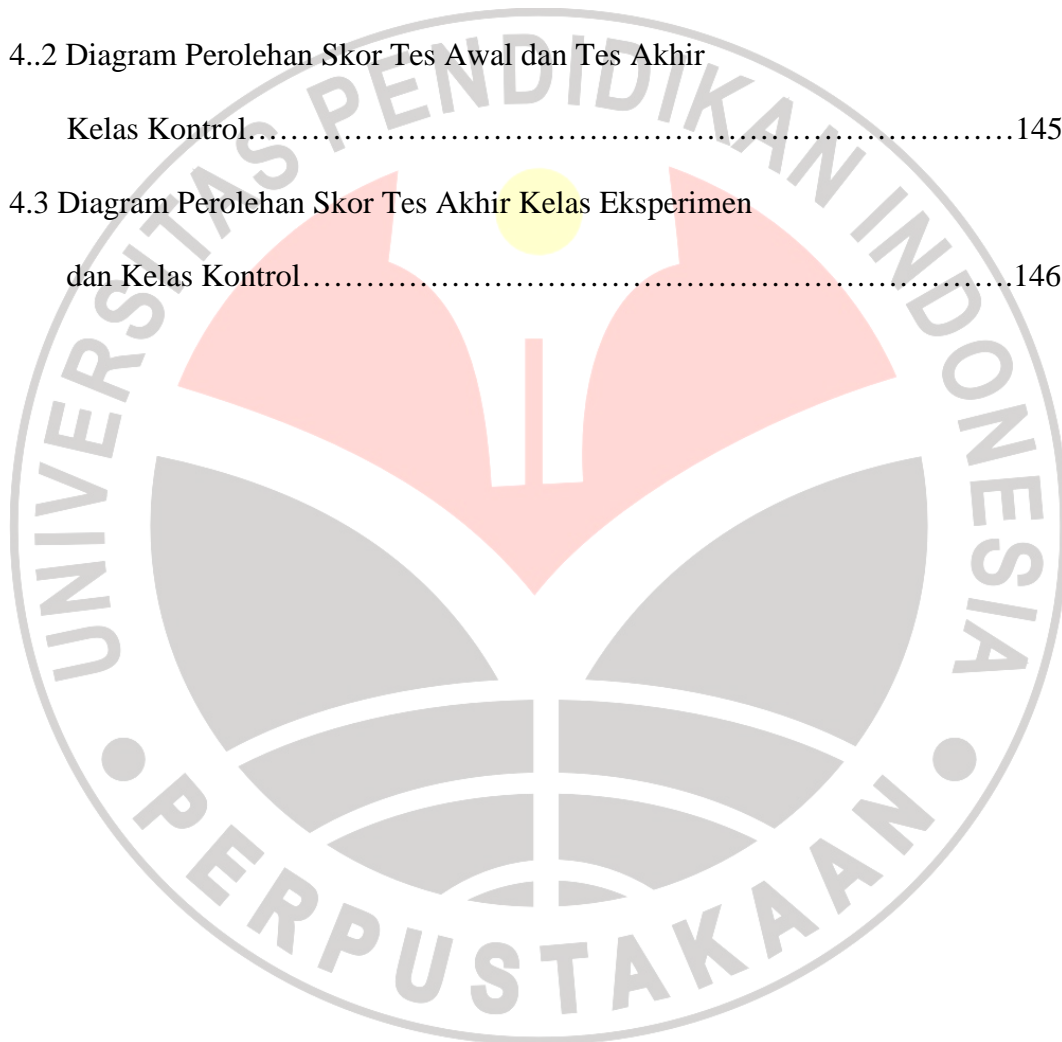 4..2 Diagram Perolehan Skor Tes Awal dan Tes Akhir
Kelas Kontrol……………………………………………………………145
4.3 Diagram Perolehan Skor Tes Akhir Kelas Eksperimen
dan Kelas Kontrol……………………………………………………….146
UNIVERSITAS PENDIDIKAN INDONESIA
PERPUSTAKAAN